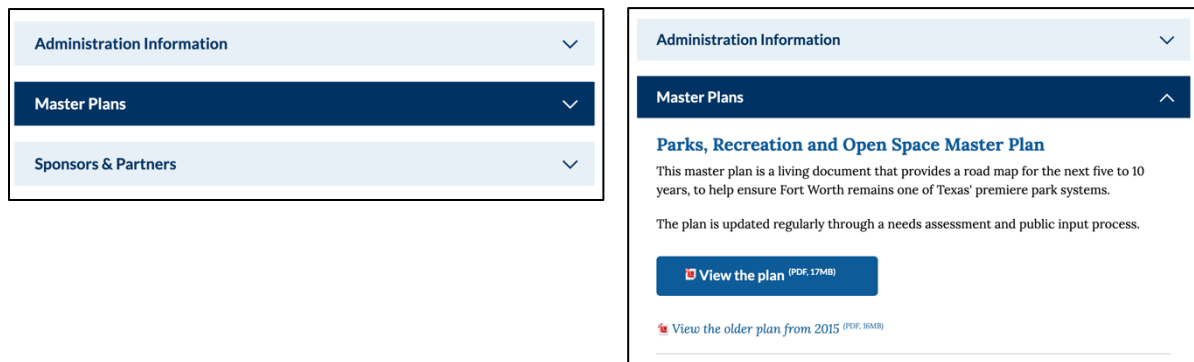 Administration Information
Master Plans
Sponsors & Partners
Administration Information
Master Plans
Parks, Recreation and Open Space Master Plan
This master plan is a living document that provides a road map for the next five to 10
years, to help ensure Fort Worth remains one of Texas' premiere park systems.
The plan is updated regularly through a needs assessment and public input process.
View the plan (PDF, 17MB)
View the older plan from 2015 (PDF, 16MB)